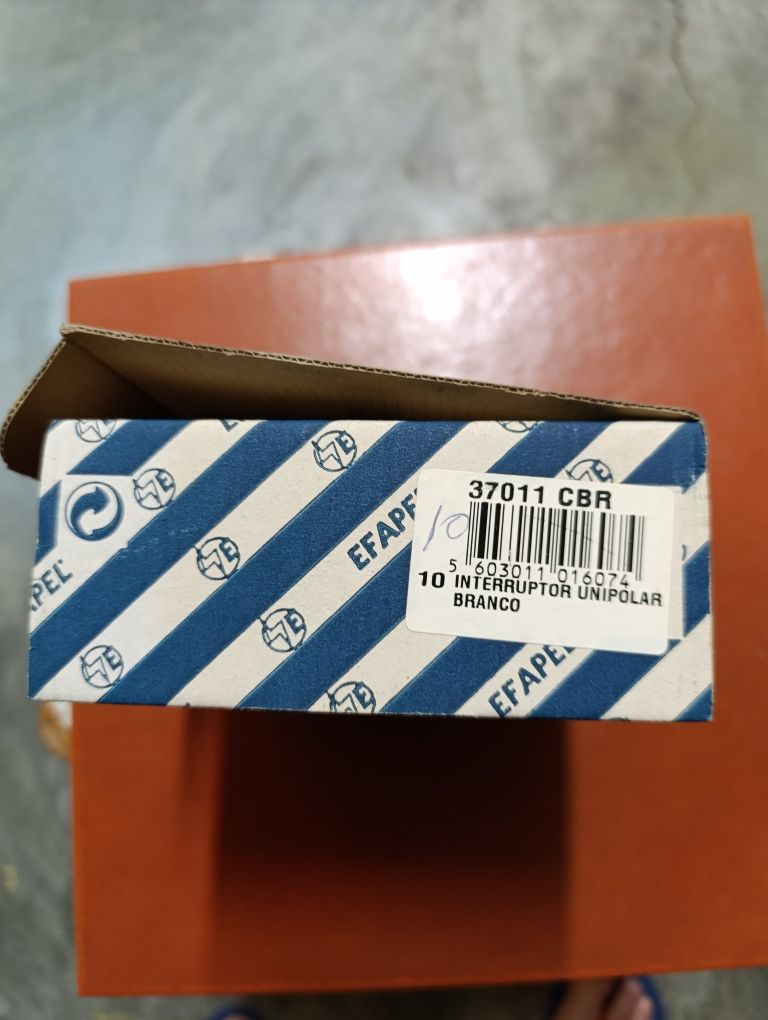 37011 CBR
10
5 603011 016074
10 INTERRUPTOR UNIPOLAR
BRANCO
EFAPEL
EFAPEL